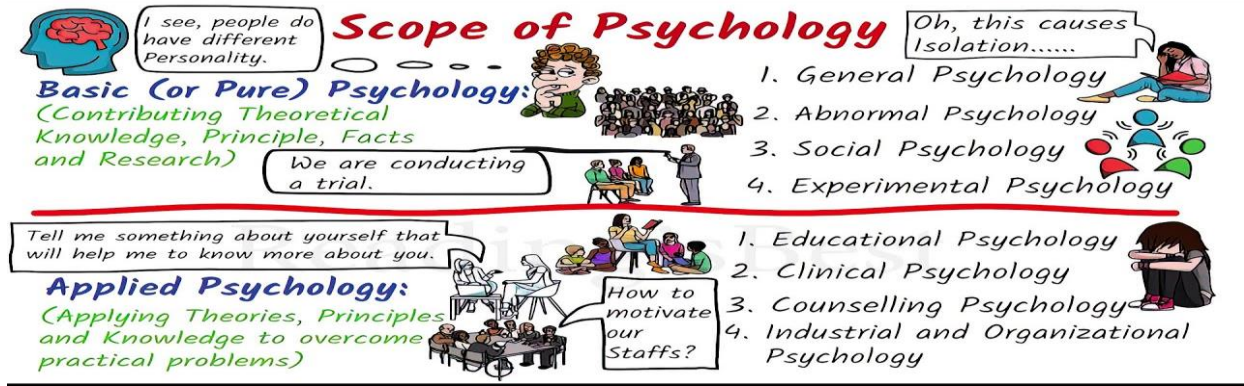 Scope of Psychology
I see, people do
have different
Personality.
Oh, this causes
Isolation......
Basic (or Pure) Psychology:
(Contributing Theoretical
Knowledge, Principle, Facts
and Research)
We are conducting
a trial.
1. General Psychology
2. Abnormal Psychology
3. Social Psychology
4. Experimental Psychology
Tell me something about yourself that
will help me to know more about you.
Applied Psychology:
(Applying Theories, Principles
and Knowledge to overcome
practical problems)
How to
motivate
our
Staffs?
1. Educational Psychology
2. Clinical Psychology
3. Counselling Psychology
4. Industrial and Organizational
Psychology